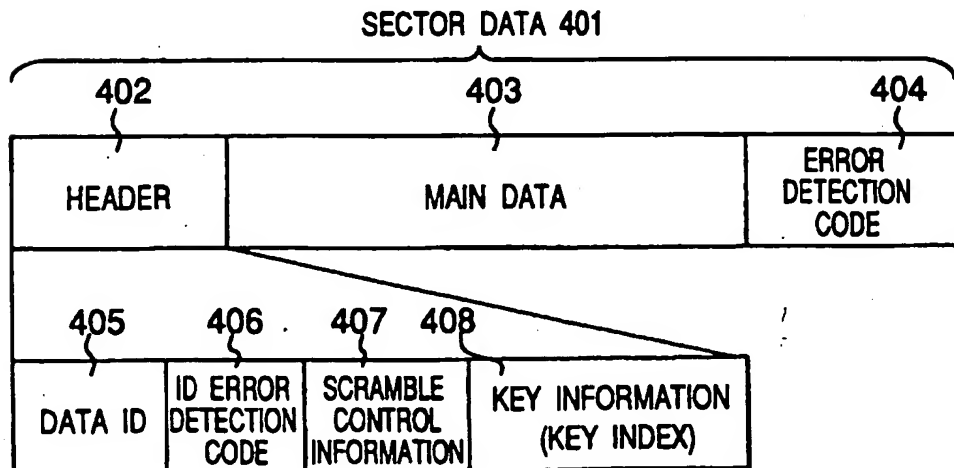 SECTOR DATA 401
402 403 404
HEADER
MAIN DATA
ERROR
DETECTION
CODE
405 406 407 408
DATA ID
ID ERROR
DETECTION
CODE
SCRAMBLE
CONTROL
INFORMATION
KEY INFORMATION
(KEY INDEX)